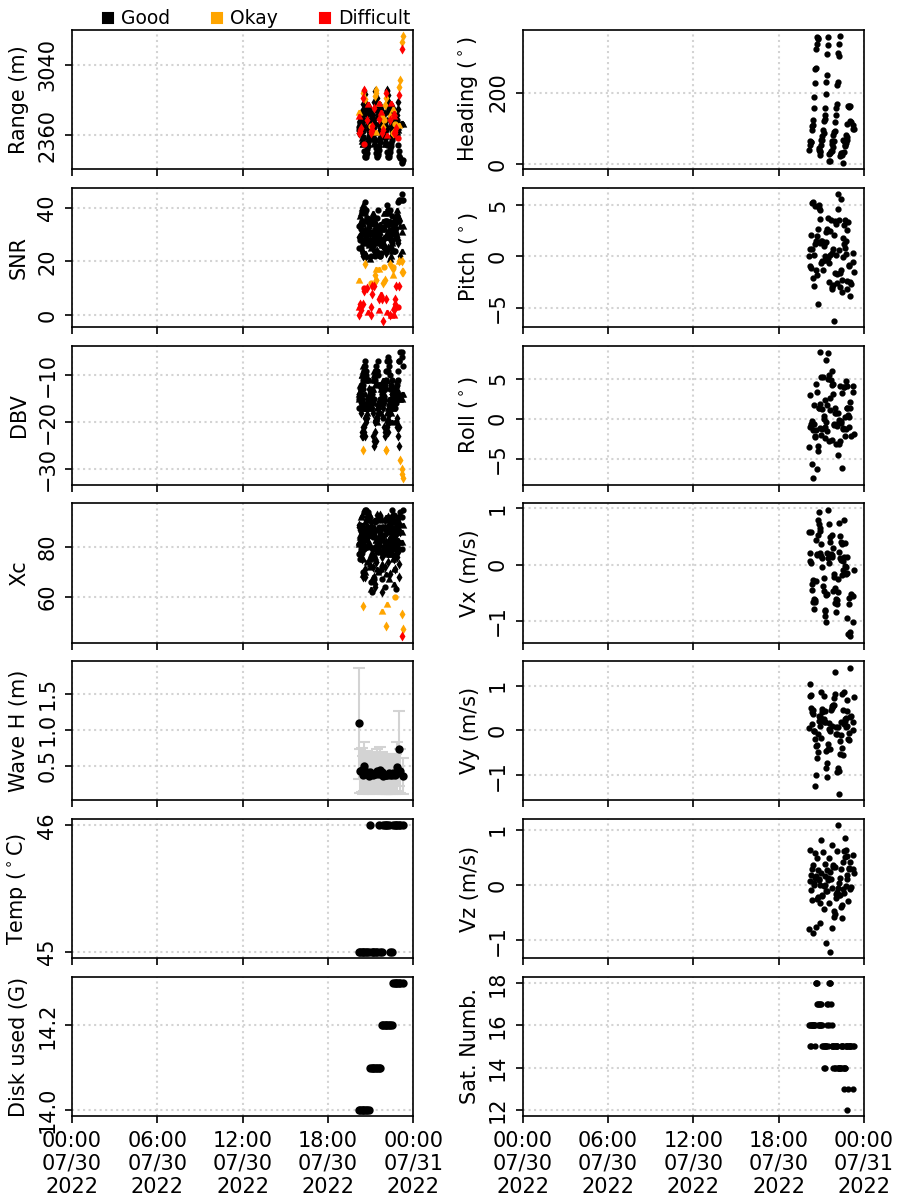 Good Okay Difficult
Range (m)
3040
2360
Heading (°)
200
0
SNR
40
20
0
Pitch (°)
5
0
−5
DBV
−10
−20
−30
Roll (°)
5
0
−5
Xc
80
60
Vx (m/s)
1
0
−1
Wave H (m)
1.5
1.0
0.5
Vy (m/s)
1
0
−1
Temp (°C)
46
45
Vz (m/s)
1
0
−1
Disk used (G)
14.2
14.0
Sat. Numb.
18
16
14
12
00:00 06:00 12:00 18:00 00:00
07/30 07/30 07/30 07/30 07/31
2022 2022 2022 2022 2022
00:00 06:00 12:00 18:00 00:00
07/30 07/30 07/30 07/30 07/31
2022 2022 2022 2022 2022